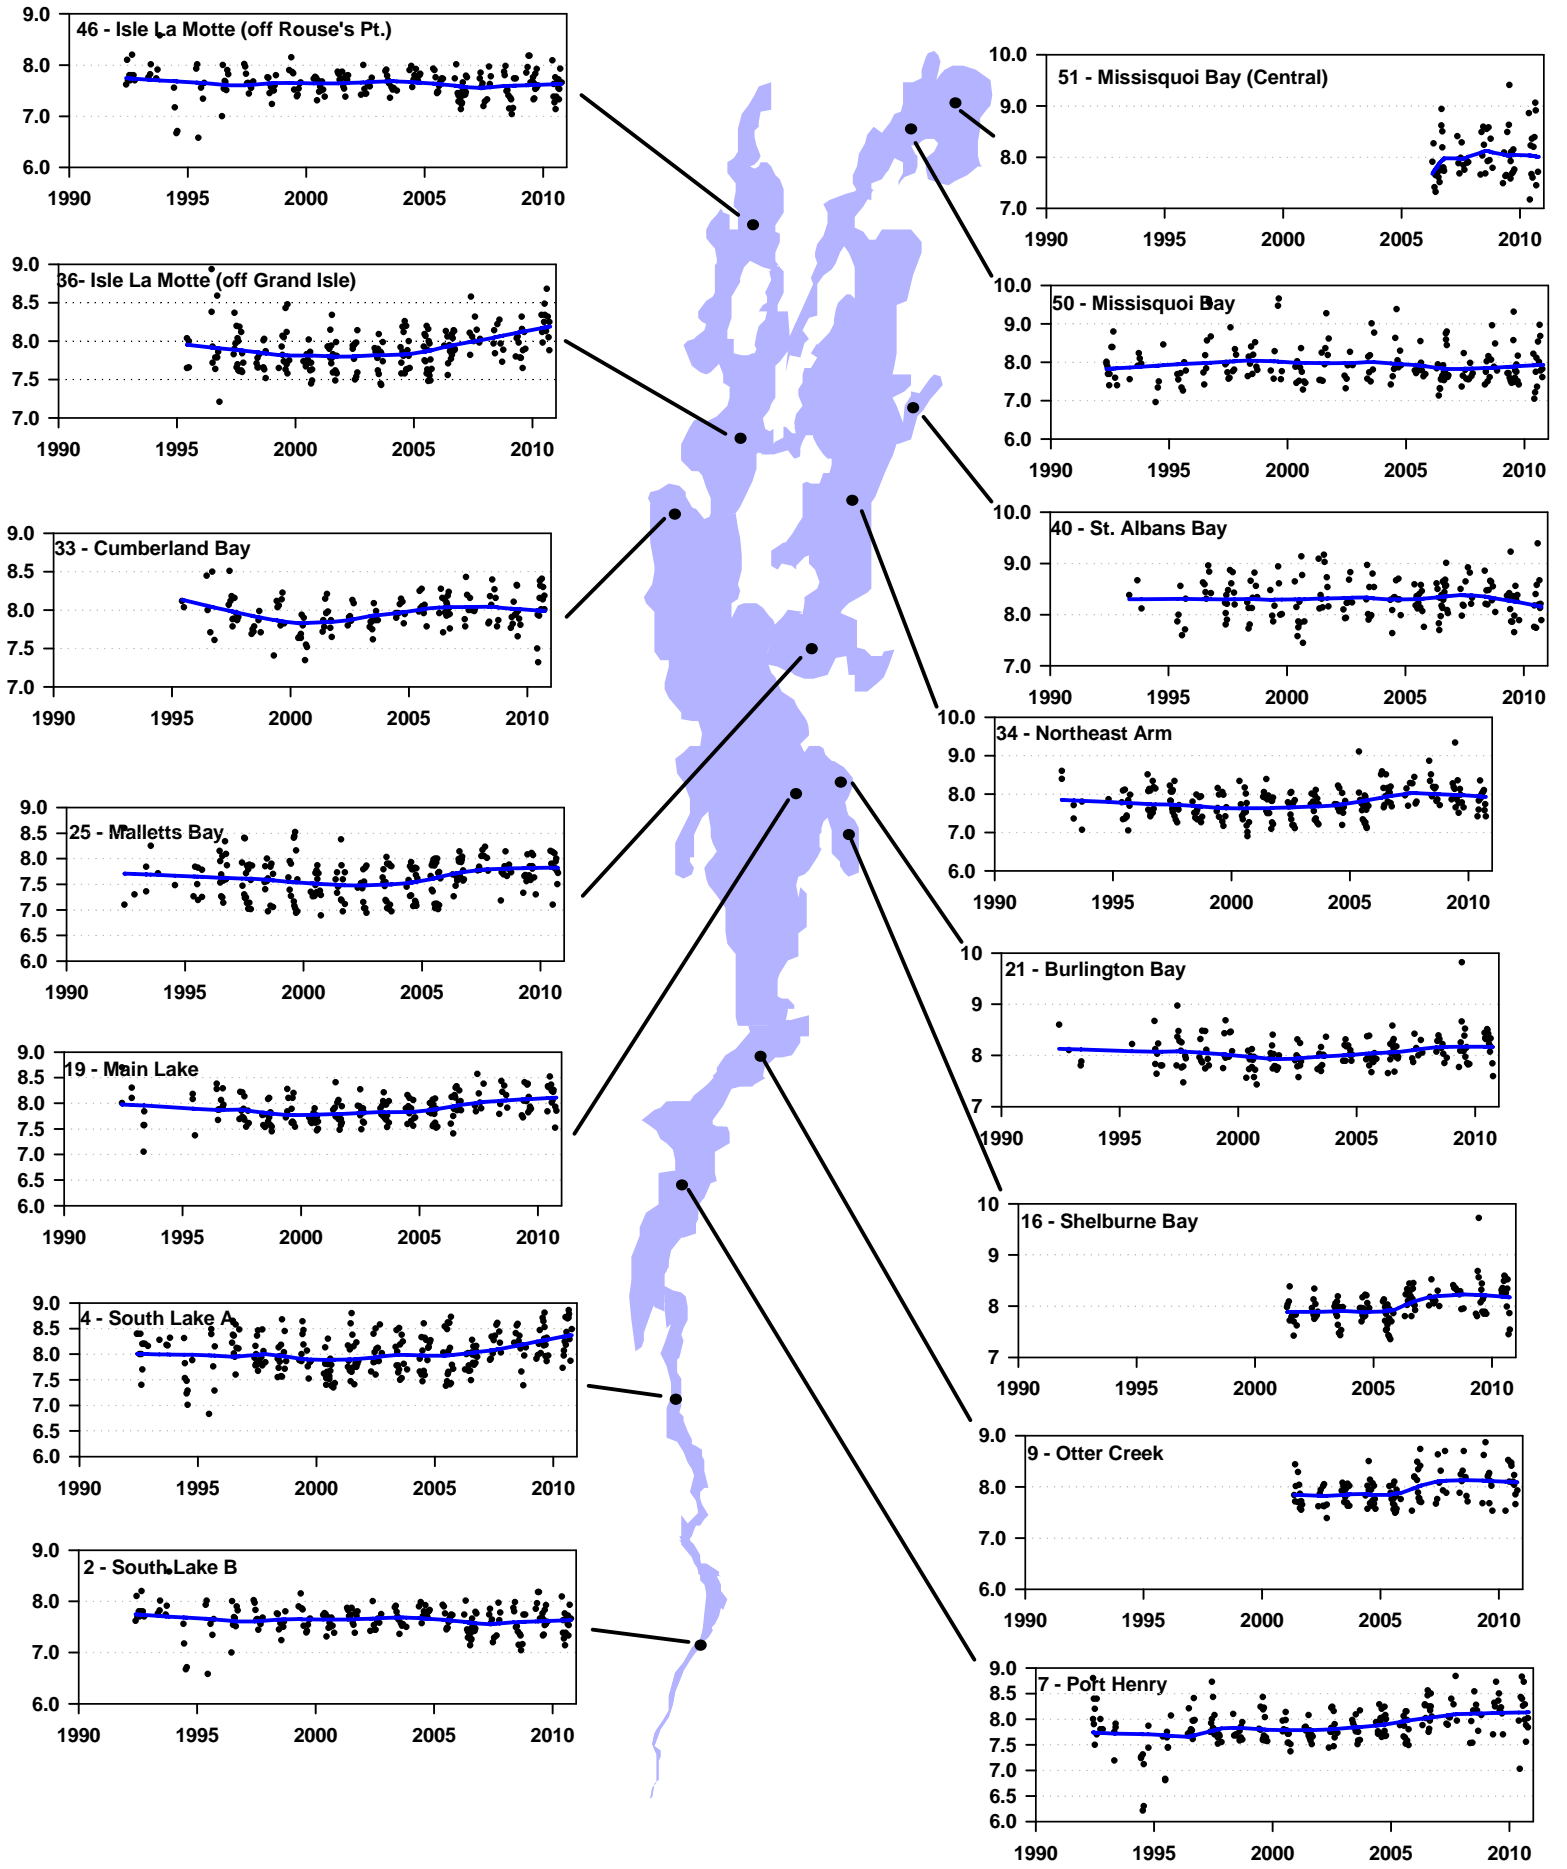 46 - Isle La Motte (off Rouse's Pt.)
9.0
8.0
7.0
6.0
1990 1995 2000 2005 2010
36- Isle La Motte (off Grand Isle)
9.0
8.5
8.0
7.5
7.0
1990 1995 2000 2005 2010
33 - Cumberland Bay
9.0
8.5
8.0
7.5
7.0
1990 1995 2000 2005 2010
25 - Malletts Bay
9.0
8.5
8.0
7.5
7.0
6.5
6.0
1990 1995 2000 2005 2010
19 - Main Lake
9.0
8.5
8.0
7.5
7.0
6.5
6.0
1990 1995 2000 2005 2010
4 - South Lake A
9.0
8.5
8.0
7.5
7.0
6.5
6.0
1990 1995 2000 2005 2010
2 - South Lake B
9.0
8.0
7.0
6.0
1990 1995 2000 2005 2010
51 - Missisquoi Bay (Central)
10.0
9.0
8.0
7.0
1990 1995 2000 2005 2010
50 - Missisquoi Bay
10.0
9.0
8.0
7.0
6.0
1990 1995 2000 2005 2010
40 - St. Albans Bay
10.0
9.0
8.0
7.0
1990 1995 2000 2005 2010
34 - Northeast Arm
10.0
9.0
8.0
7.0
6.0
1990 1995 2000 2005 2010
21 - Burlington Bay
10
9
8
7
1990 1995 2000 2005 2010
16 - Shelburne Bay
10
9
8
7
1990 1995 2000 2005 2010
9 - Otter Creek
9.0
8.0
7.0
6.0
1990 1995 2000 2005 2010
7 - Port Henry
9.0
8.5
8.0
7.5
7.0
6.5
6.0
1990 1995 2000 2005 2010